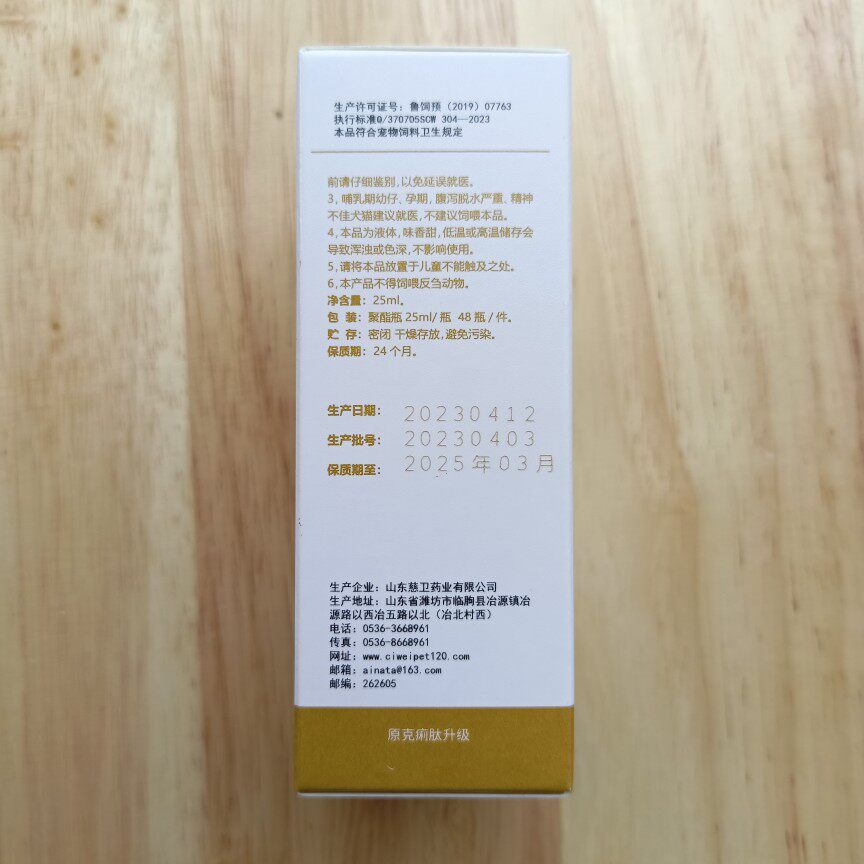 生产许可证号：鲁饲预（2019）07763
执行标准Q/370705SCW 304—2023
本品符合宠物饲料卫生规定
前请仔细鉴别，以免延误就医。
3，哺乳期幼仔、孕期，腹泻脱水严重、精神
不佳犬猫建议就医，不建议饲喂本品。
4，本品为液体，味香甜，低温或高温储存会
导致浑浊或色深，不影响使用。
5，请将本品放置于儿童不能触及之处。
6，本产品不得饲喂反刍动物。
净含量：25ml。
包 装：聚酯瓶 25ml/ 瓶 48 瓶 / 件。
贮 存：密闭 干燥存放，避免污染。
保质期：24 个月。
生产日期：20230412
生产批号：20230403
保质期至：2025年03月
生产企业：山东慈卫药业有限公司
生产地址：山东省潍坊市临朐县冶源镇冶
源路以西冶五路以北（冶北村西）
电话：0536-3668961
传真：0536-8668961
网址：www.ciweipet120.com
邮箱：ainata@163.com
邮编：262605
原克痢肽升级